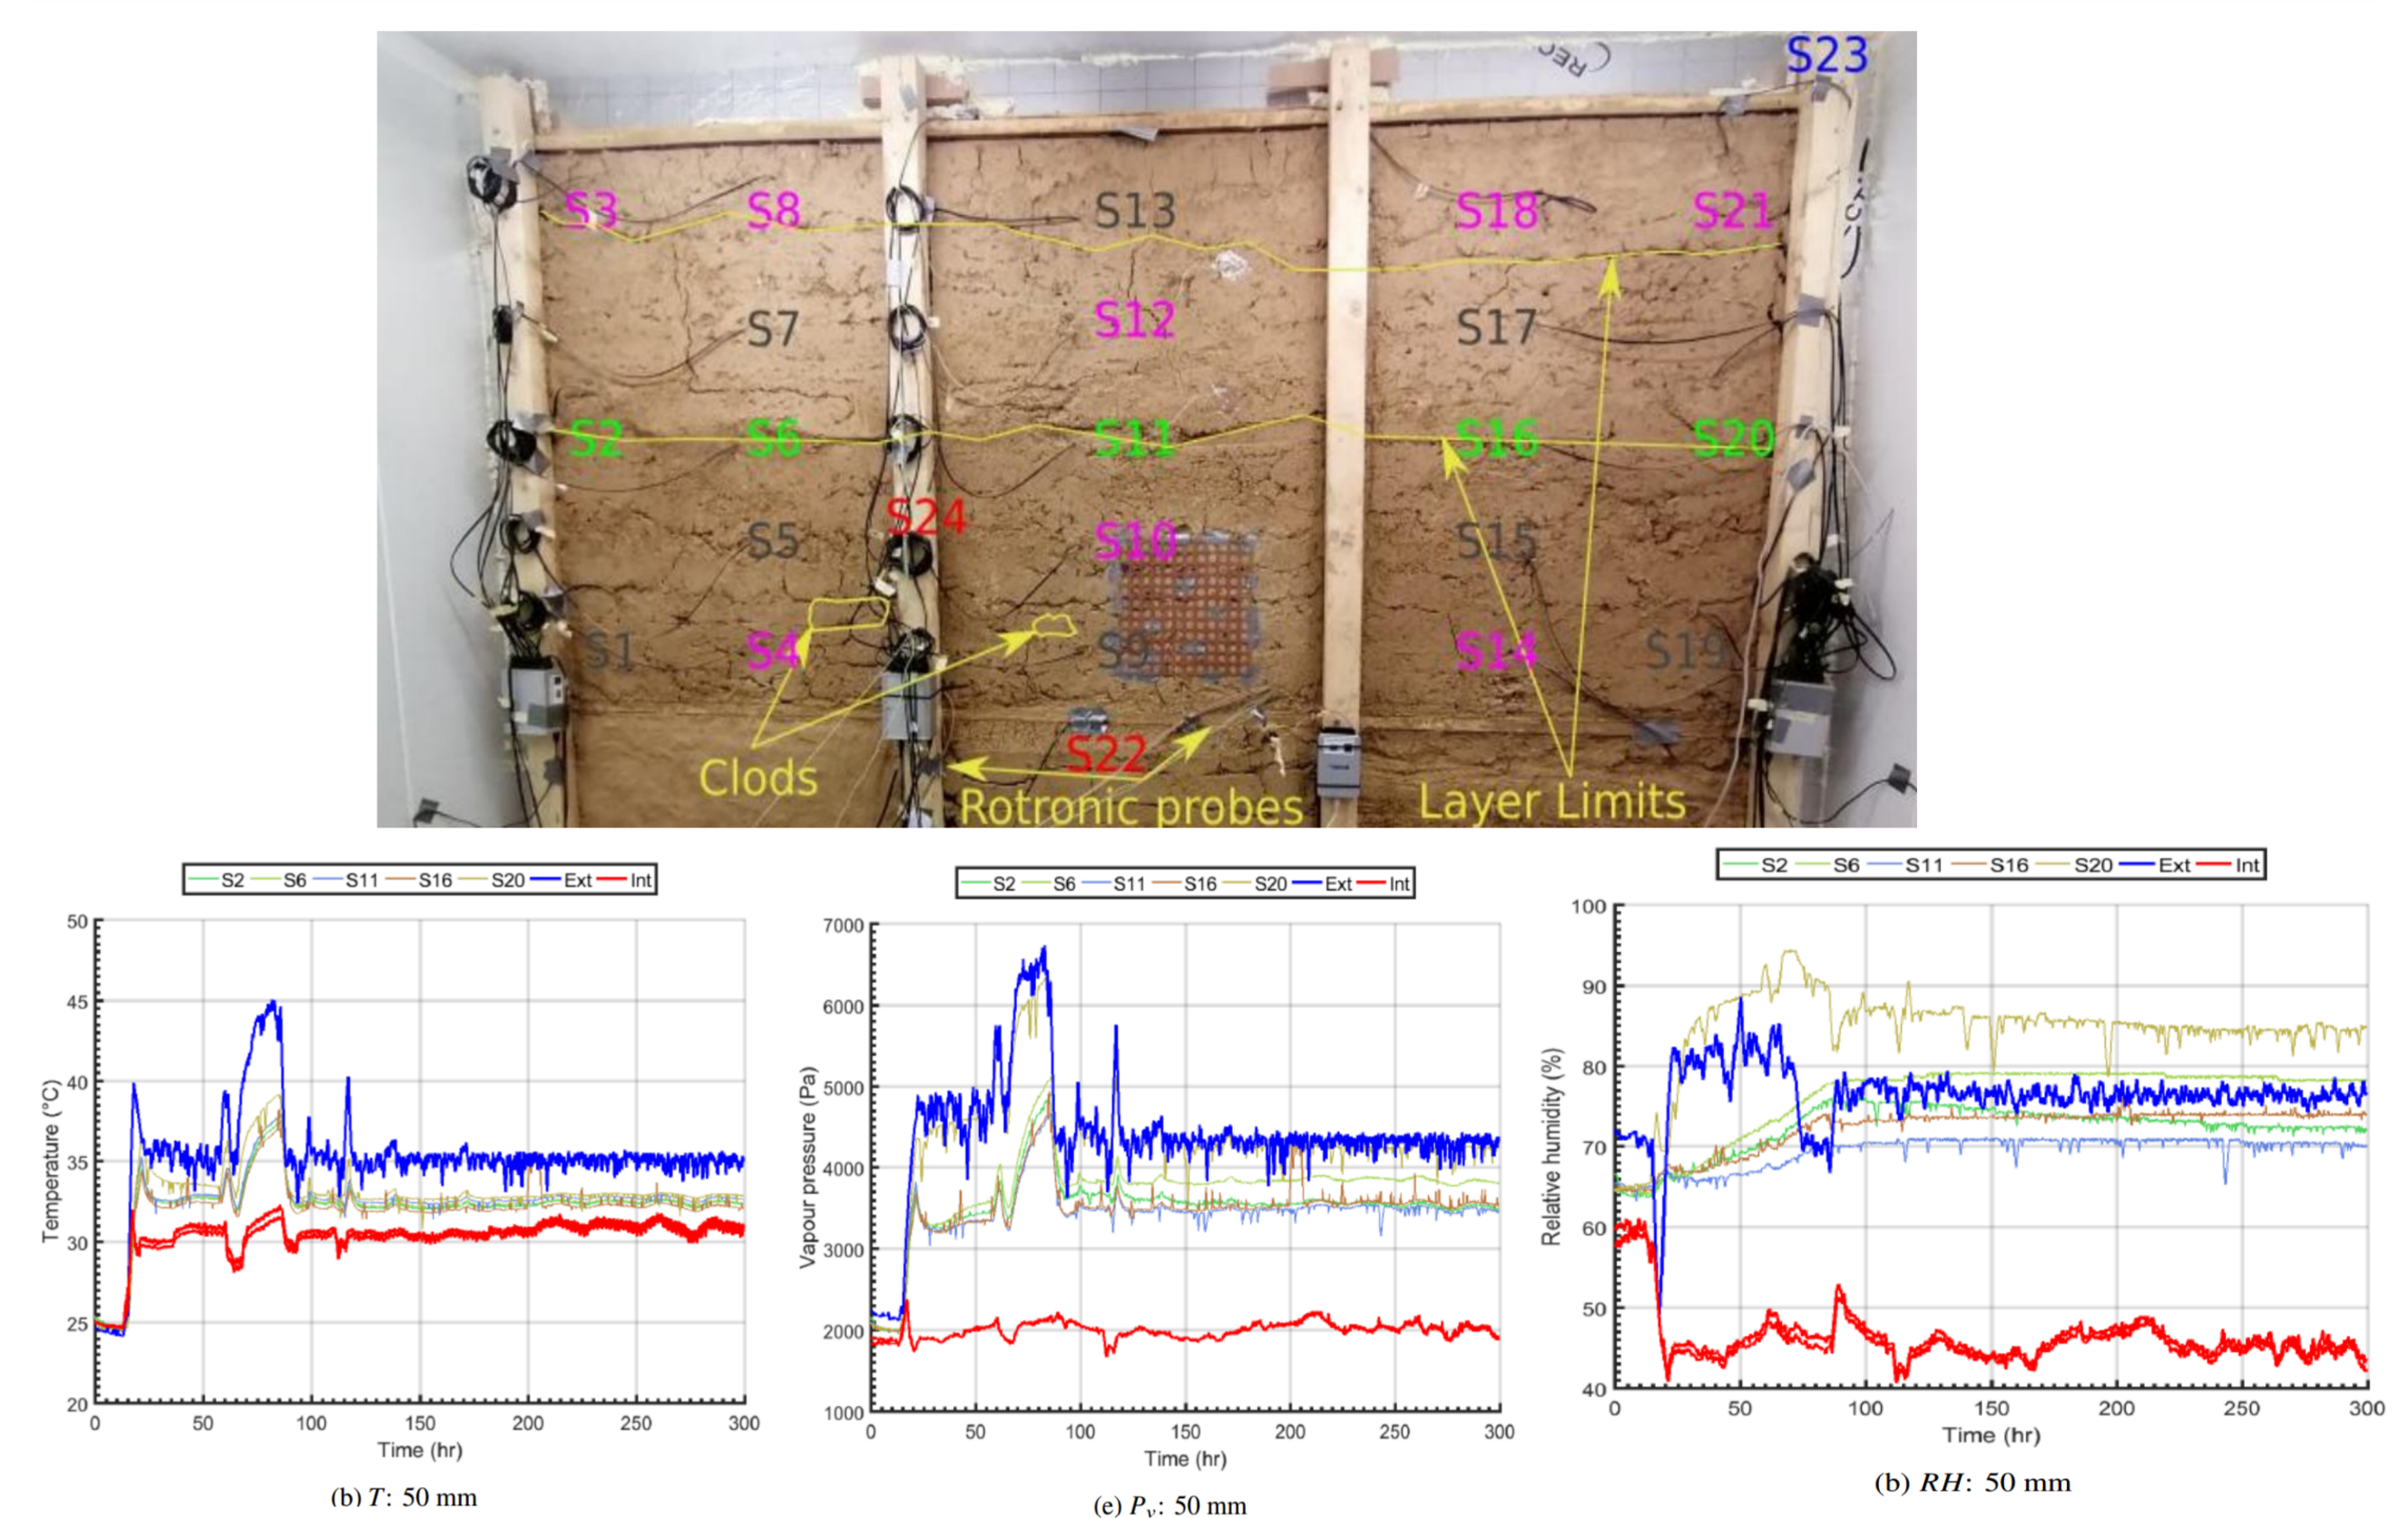 (REC
S23
S3 S8 S13 S18 S21
S7 S12 S17
S2 S6 S11 S16 S20
S24
S5 S10 S15
S1 S4 S9 S14 S19
S22
Clods
Rotronic probes
Layer Limits
S2 S6 S11 S16 S20 Ext Int
50
45
40
35
30
25
20
0 50 100 150 200 250 300
Temperature (°C)
Time (hr)
(b) T: 50 mm
S2 S6 S11 S16 S20 Ext Int
7000
6000
5000
4000
3000
2000
1000
0 50 100 150 200 250 300
Vapour pressure (Pa)
Time (hr)
(e) Pv: 50 mm
S2 S6 S11 S16 S20 Ext Int
100
90
80
70
60
50
40
0 50 100 150 200 250 300
Relative humidity (%)
Time (hr)
(b) RH: 50 mm